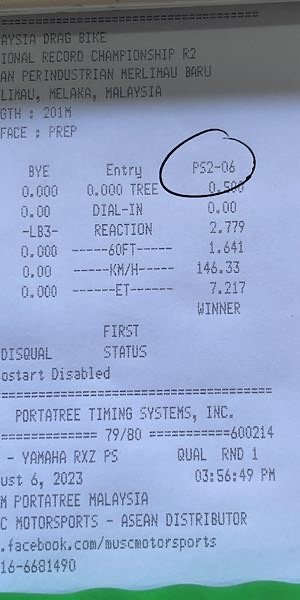 AYSIA DRAG BIKE
IONAL RECORD CHAMPIONSHIP R2
AN PERINDUSTRIAN MERLIMAU BARU
LIMAU, MELAKA, MALAYSIA
GTH : 201M
FACE : PREP
BYE Entry PS2-06
0.000 0.000 TREE 0.500
0.00 DIAL-IN 0.00
-LB3- REACTION 2.779
0.000 -----60FT----- 1.641
0.00 -----KM/H----- 146.33
0.000 ------ET------ 7.217
WINNER
FIRST
DISQUAL STATUS
ostart Disabled
PORTATREE TIMING SYSTEMS, INC.
============ 79/80 ===========600214
- YAMAHA RXZ PS QUAL RND 1
ust 6, 2023 03:56:49 PM
M PORTATREE MALAYSIA
C MOTORSPORTS - ASEAN DISTRIBUTOR
.facebook.com/muscmotorsports
16-6681490